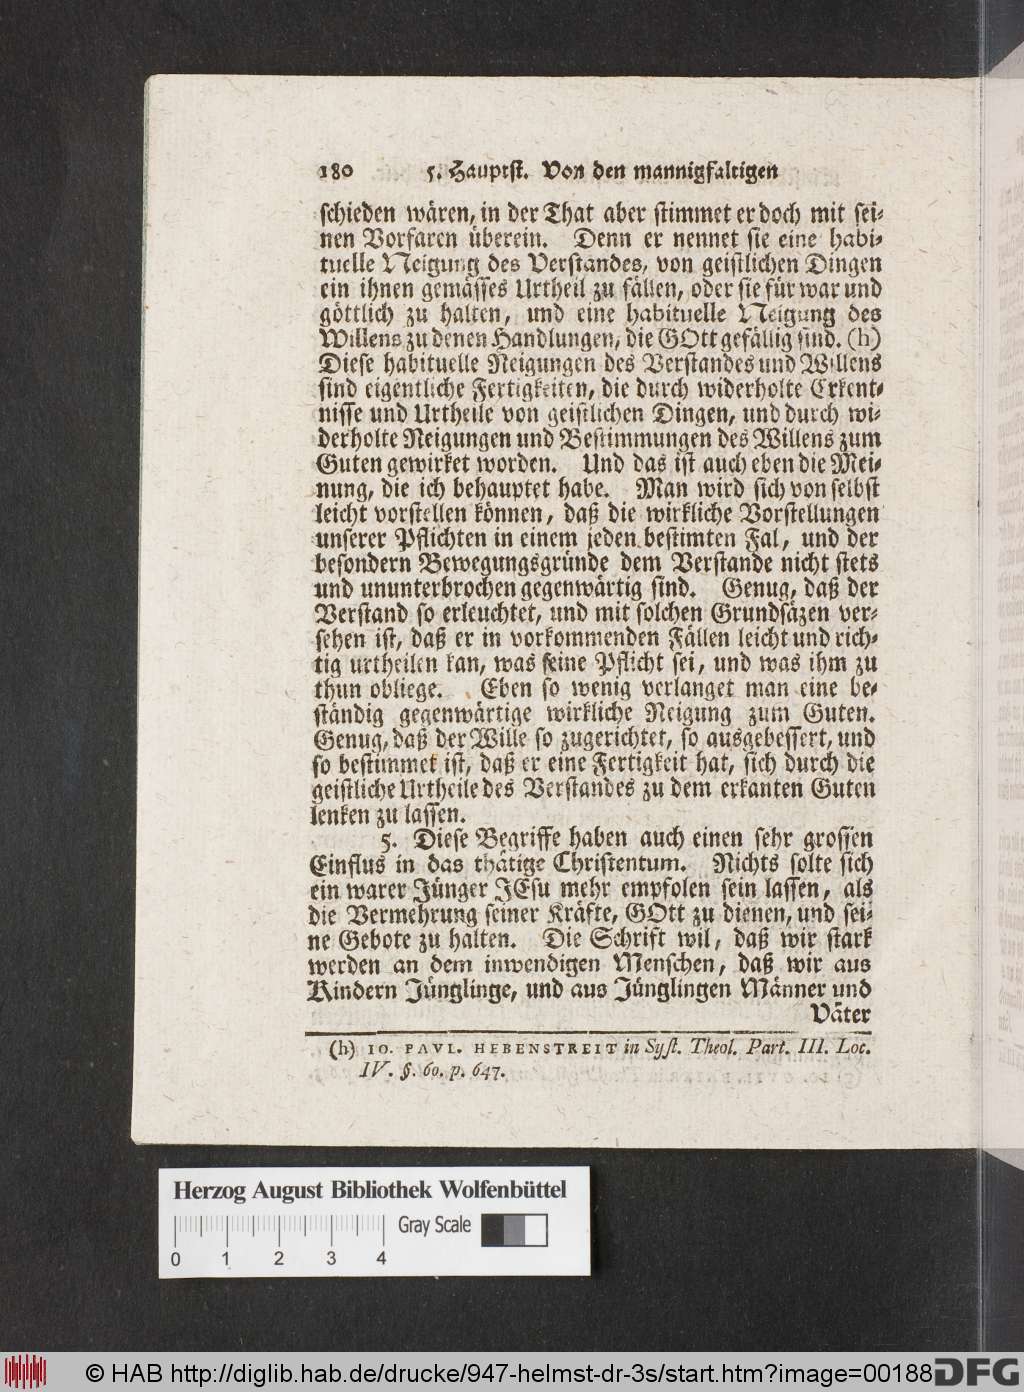 180 5. Hauptst. Von den mannigfaltigen
schieden wären, in der That aber stimmet er doch mit sei-
nen Vorfaren überein. Denn er nennet sie eine habi-
tuelle Neigung des Verstandes, von geistlichen Dingen
ein ihnen gemässes Urtheil zu fällen, oder sie für war und
göttlich zu halten, und eine habituelle Neigung des
Willens zu denen Handlungen, die GOtt gefällig sind. (h)
Diese habituelle Neigungen des Verstandes und Willens
sind eigentliche Fertigkeiten, die durch widerholte Erkent-
nisse und Urtheile von geistlichen Dingen, und durch wi-
derholte Neigungen und Bestimmungen des Willens zum
Guten gewirket worden. Und das ist auch eben die Mei-
nung, die ich behauptet habe. Man wird sich von selbst
leicht vorstellen können, daß die wirkliche Vorstellungen
unserer Pflichten in einem jeden bestimten Fal, und der
besondern Bewegungsgründe dem Verstande nicht stets
und ununterbrochen gegenwärtig sind. Genug, daß der
Verstand so erleuchtet, und mit solchen Grundsäzen ver-
sehen ist, daß er in vorkommenden Fällen leicht und rich-
tig urtheilen kan, was seine Pflicht sei, und was ihm zu
thun obliege. Eben so wenig verlanget man eine be-
ständig gegenwärtige wirkliche Neigung zum Guten.
Genug, daß der Wille so zugerichtet, so ausgebessert, und
so bestimmet ist, daß er eine Fertigkeit hat, sich durch die
geistliche Urtheile des Verstandes zu dem erkanten Guten
lenken zu lassen.
5. Diese Begriffe haben auch einen sehr grossen
Einflus in das thätige Christentum. Nichts solte sich
ein warer Jünger JEsu mehr empfolen sein lassen, als
die Vermehrung seiner Kräfte, GOtt zu dienen, und sei-
ne Gebote zu halten. Die Schrift wil, daß wir stark
werden an dem inwendigen Menschen, daß wir aus
Kindern Jünglinge, und aus Jünglingen Männer und
Väter
(h) IO. PAVL. HEBENSTREIT in Syst. Theol. Part. III. Loc.
IV. §. 60. p. 647.
Herzog August Bibliothek Wolfenbüttel
Gray Scale
0 1 2 3 4
© HAB http://diglib.hab.de/drucke/947-helmst-dr-3s/start.htm?image=00188
DFG